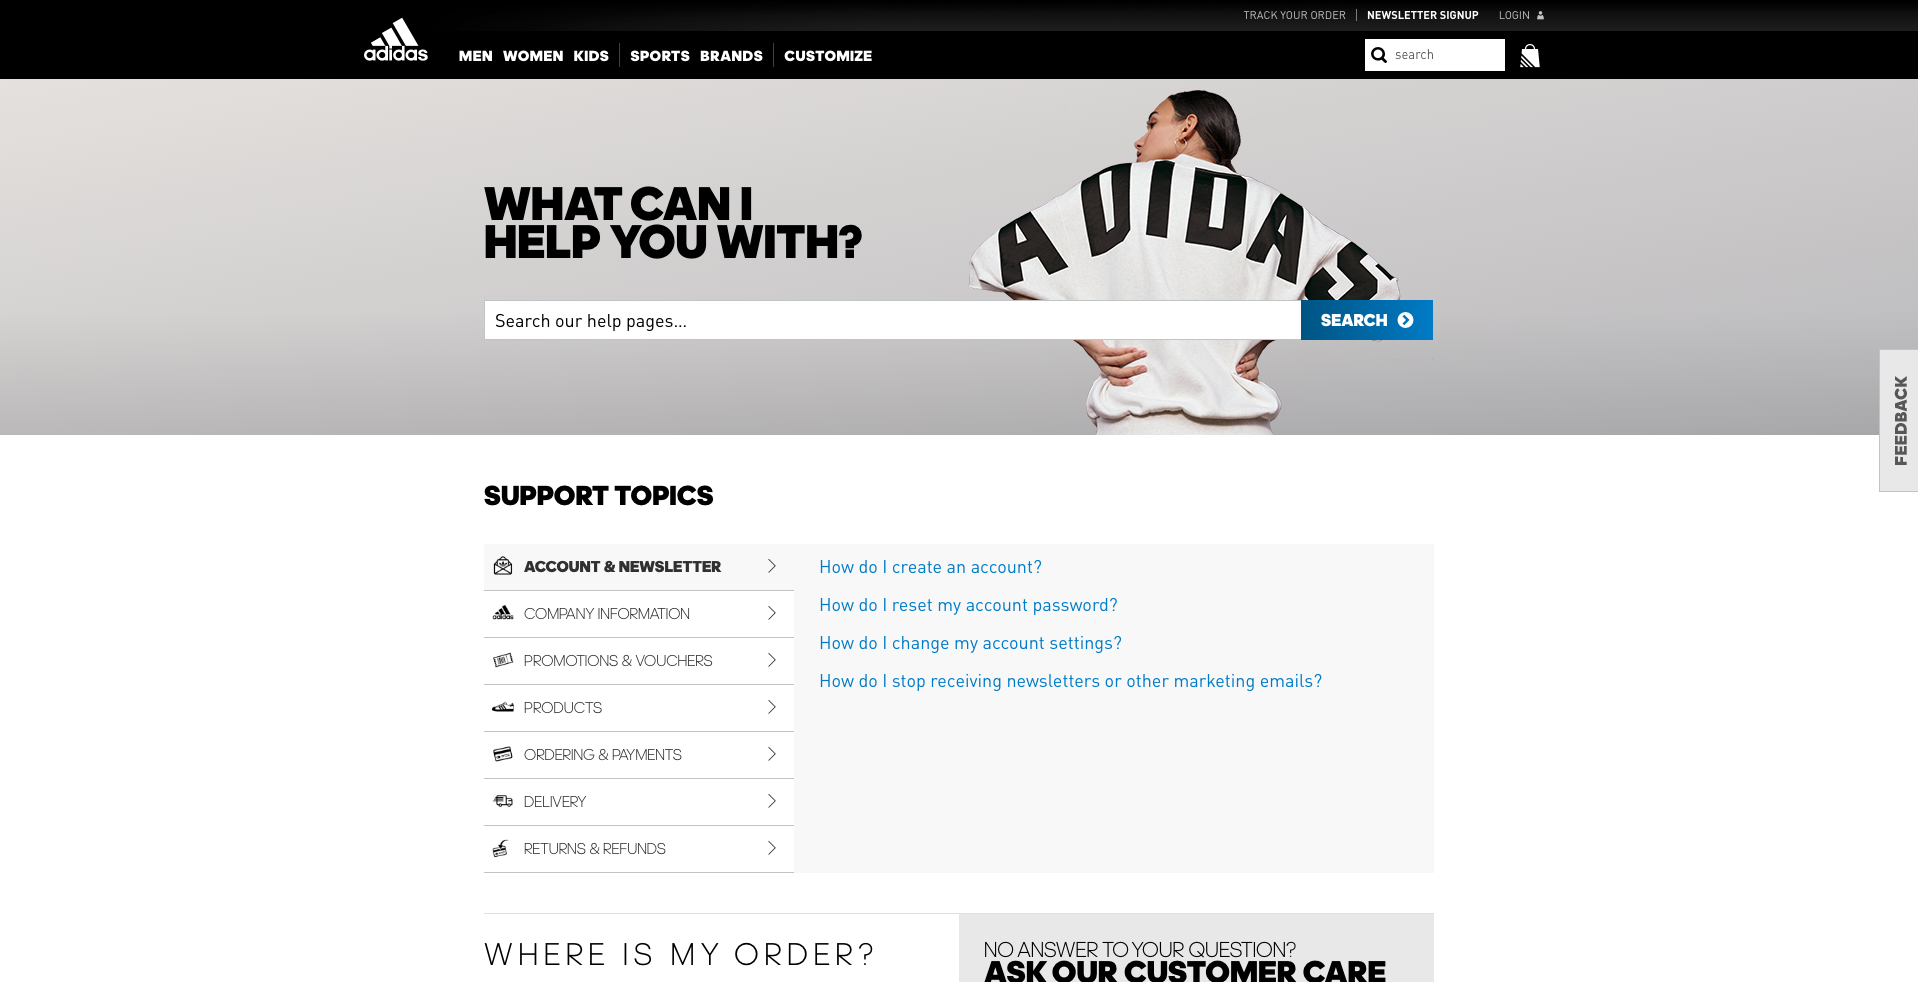 TRACK YOUR ORDER
NEWSLETTER SIGNUP
LOGIN
adidas
MEN WOMEN KIDS SPORTS BRANDS CUSTOMIZE
search
ADIDAS
WHAT CAN I
HELP YOU WITH?
Search our help pages...
SEARCH
FEEDBACK
SUPPORT TOPICS
ACCOUNT & NEWSLETTER
COMPANY INFORMATION
PROMOTIONS & VOUCHERS
PRODUCTS
ORDERING & PAYMENTS
DELIVERY
RETURNS & REFUNDS
How do I create an account?
How do I reset my account password?
How do I change my account settings?
How do I stop receiving newsletters or other marketing emails?
WHERE IS MY ORDER?
NO ANSWER TO YOUR QUESTION?
ASK OUR CUSTOMER CARE